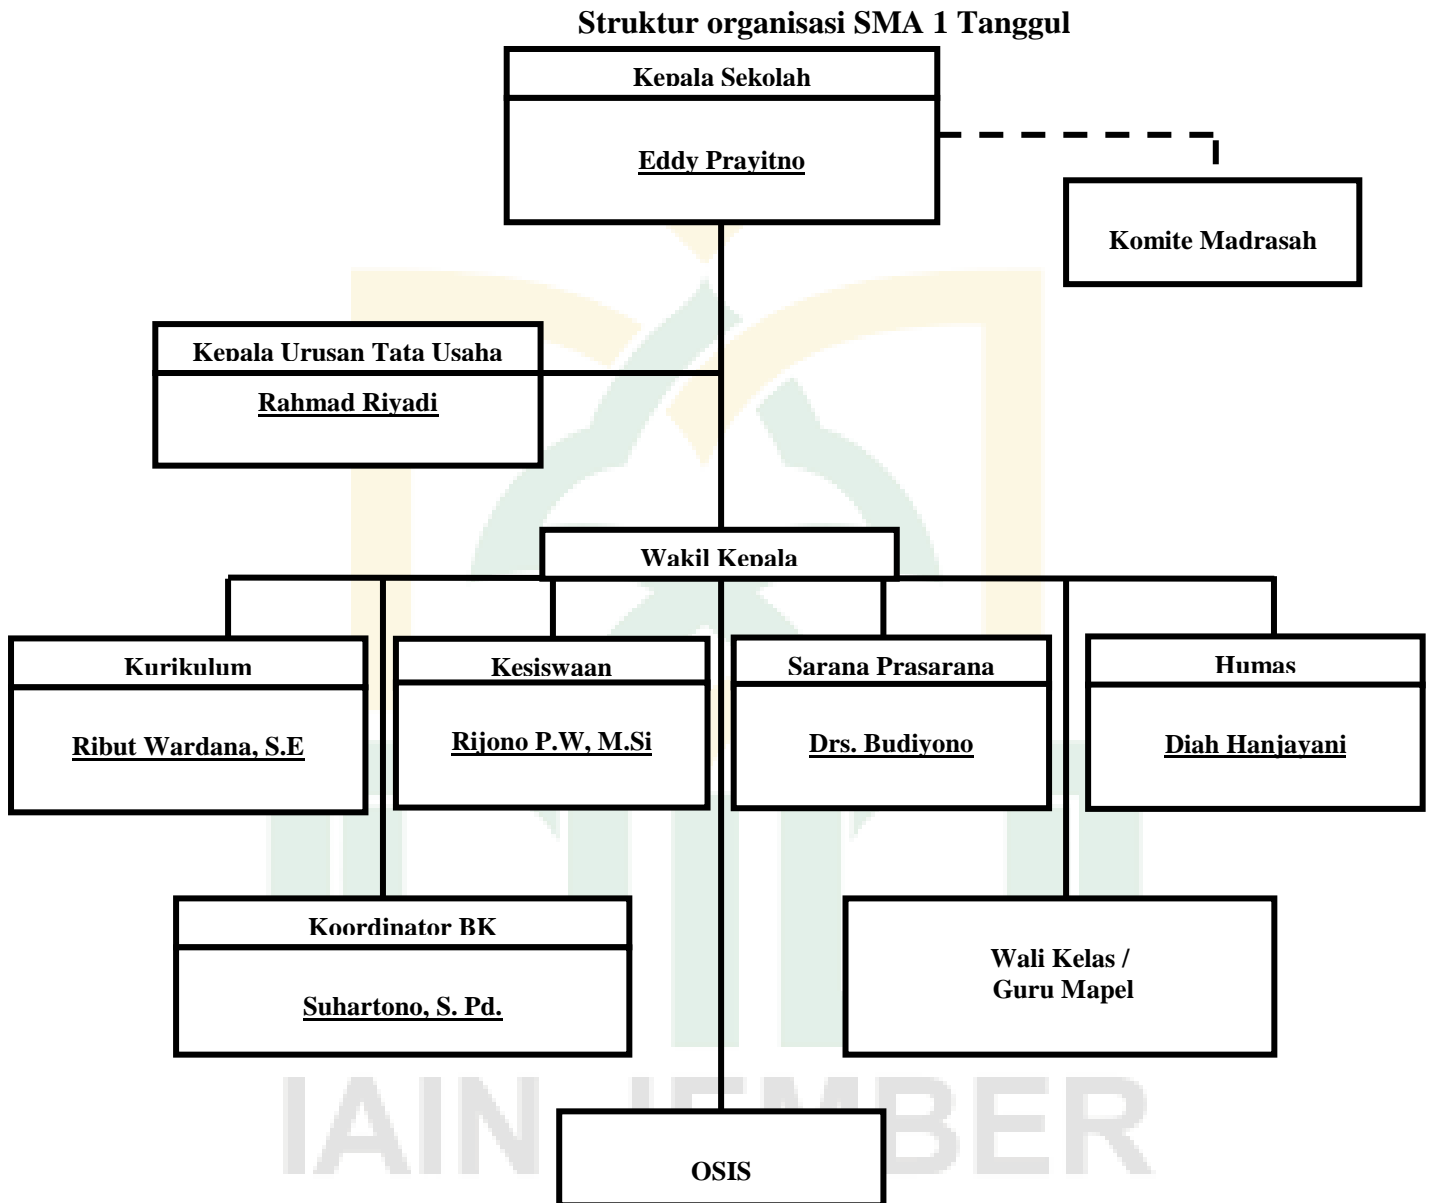 Struktur organisasi SMA 1 Tanggul
Kepala Sekolah
Eddy Prayitno
Komite Madrasah
Kepala Urusan Tata Usaha
Rahmad Riyadi
Wakil Kepala
Kurikulum
Ribut Wardana, S.E
Kesiswaan
Rijono P.W, M.Si
Sarana Prasarana
Drs. Budiyono
Humas
Diah Hanjayani
Koordinator BK
Suhartono, S. Pd.
Wali Kelas /
Guru Mapel
IAIN JEMBER
OSIS